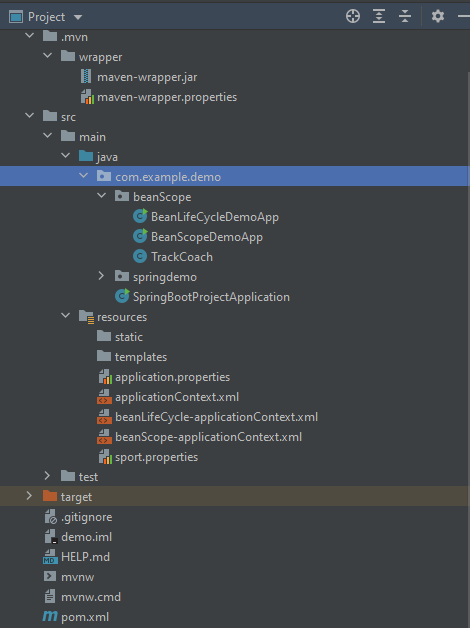 Project
.mvn
wrapper
maven-wrapper.jar
maven-wrapper.properties
src
main
java
com.example.demo
beanScope
C BeanLifeCycleDemoApp
C BeanScopeDemoApp
C TrackCoach
springdemo
C SpringBootProjectApplication
resources
static
templates
application.properties
applicationContext.xml
beanLifeCycle-applicationContext.xml
beanScope-applicationContext.xml
sport.properties
test
target
.gitignore
demo.iml
MD HELP.md
mvnw
mvnw.cmd
m pom.xml